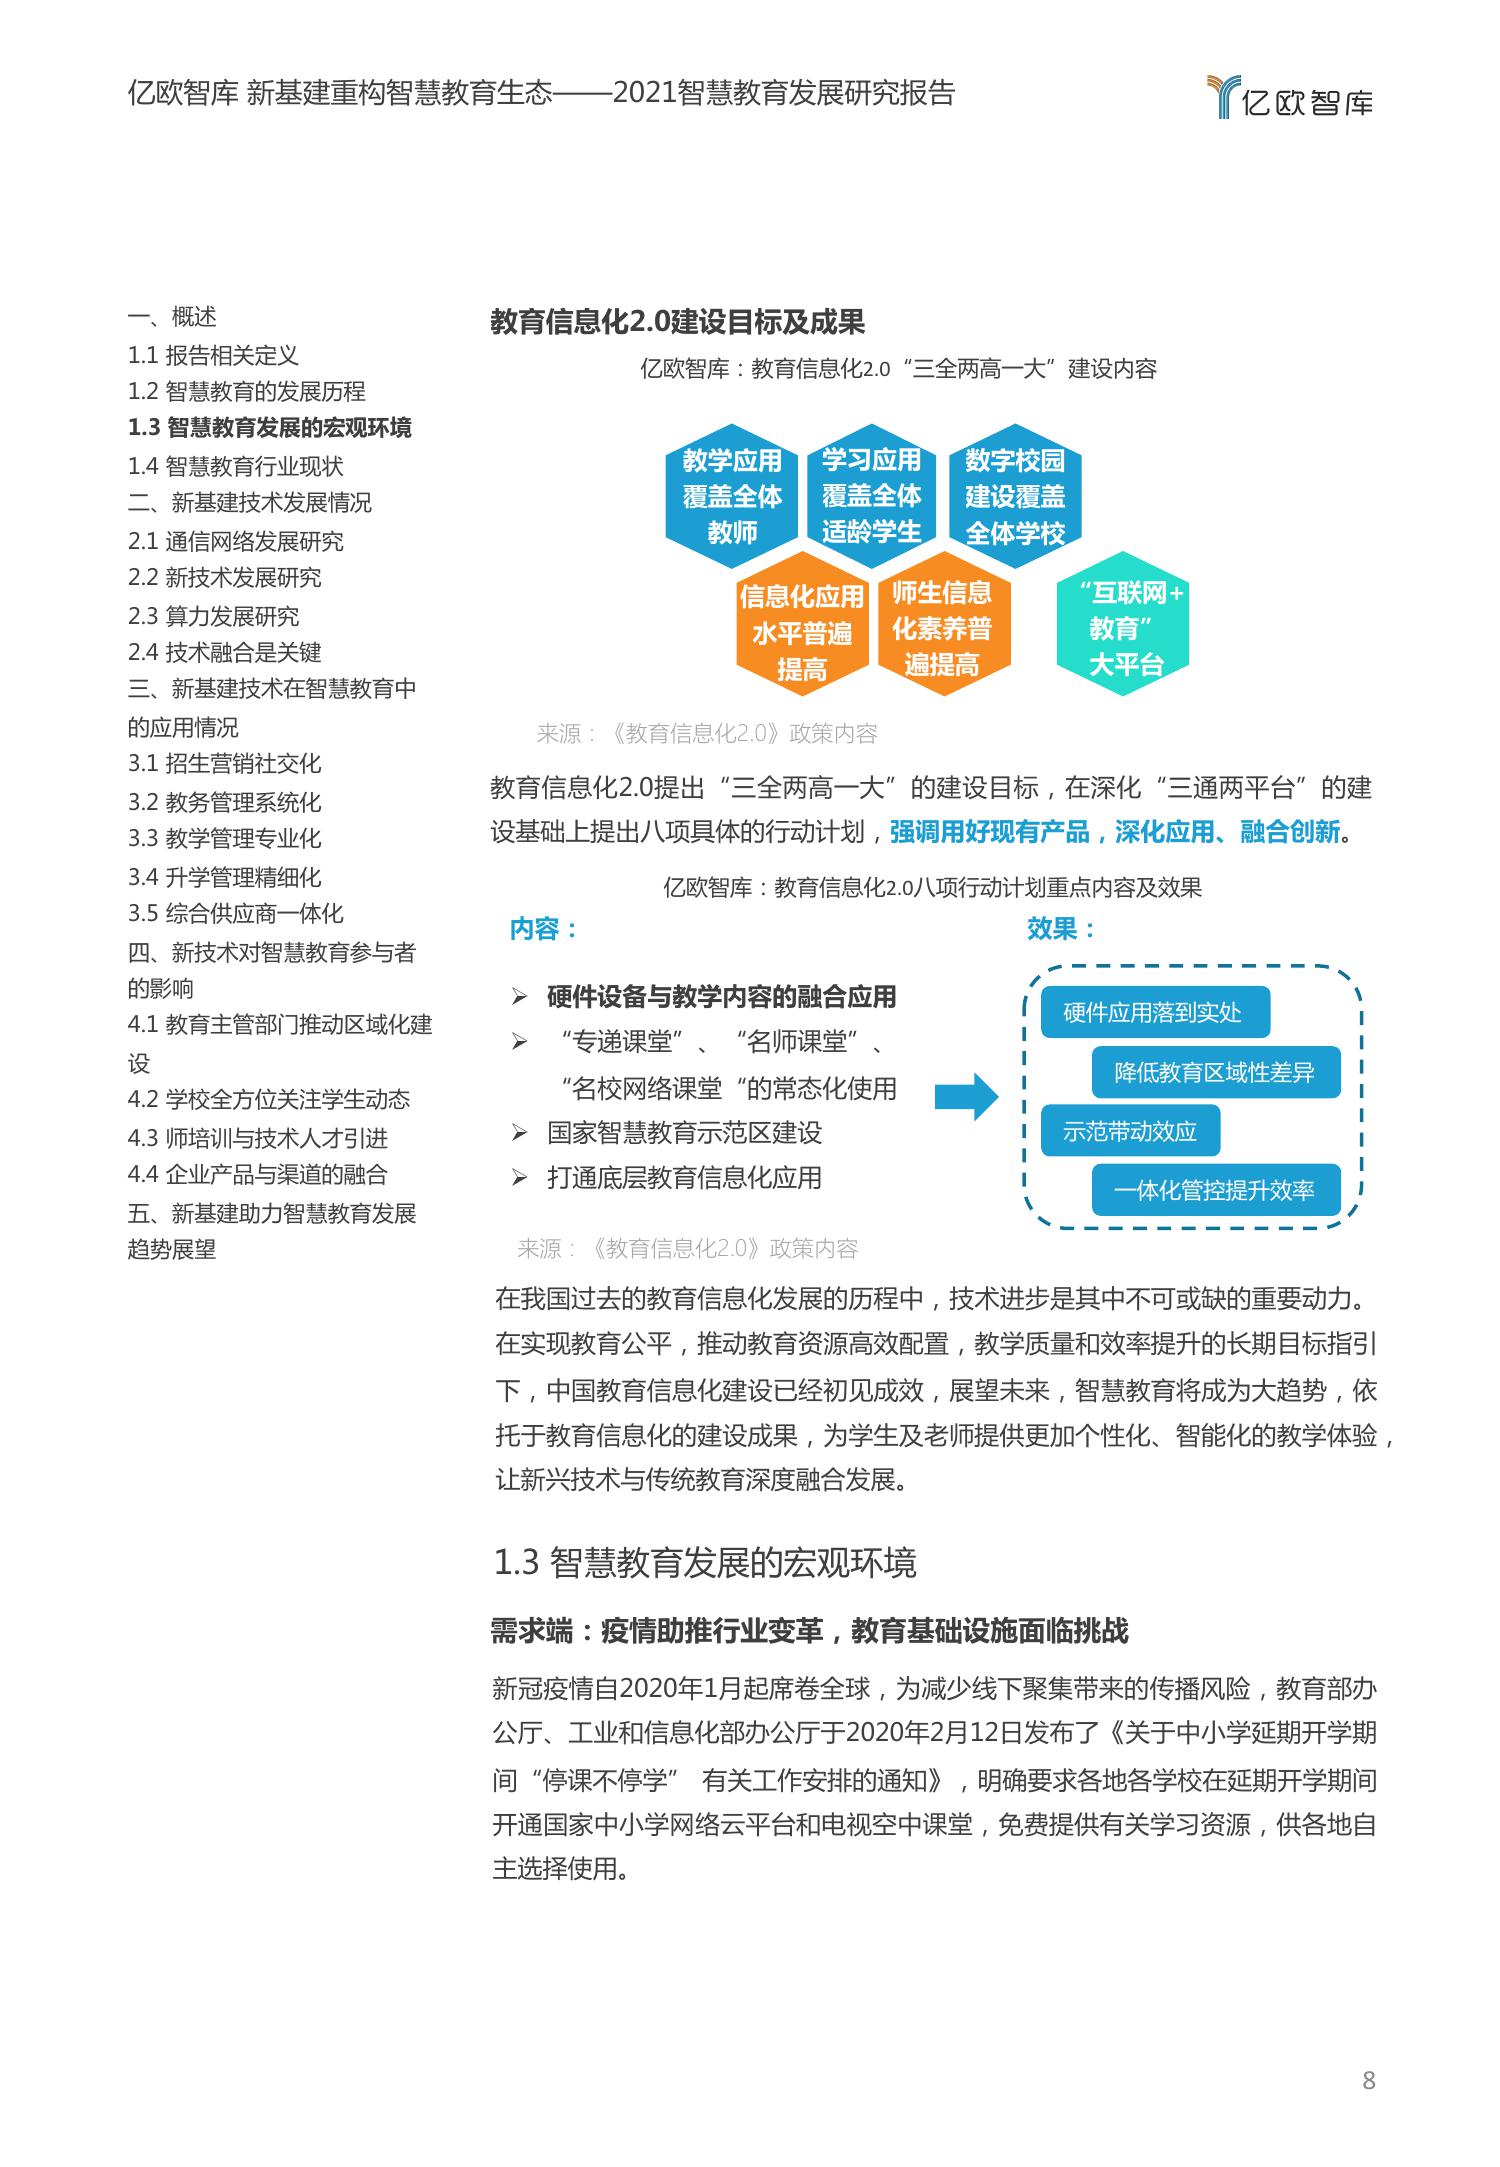 亿欧智库 新基建重构智慧教育生态——2021智慧教育发展研究报告
亿欧智库
一、概述
1.1 报告相关定义
1.2 智慧教育的发展历程
1.3 智慧教育发展的宏观环境
1.4 智慧教育行业现状
二、新基建技术发展情况
2.1 通信网络发展研究
2.2 新技术发展研究
2.3 算力发展研究
2.4 技术融合是关键
三、新基建技术在智慧教育中
的应用情况
3.1 招生营销社交化
3.2 教务管理系统化
3.3 教学管理专业化
3.4 升学管理精细化
3.5 综合供应商一体化
四、新技术对智慧教育参与者
的影响
4.1 教育主管部门推动区域化建
设
4.2 学校全方位关注学生动态
4.3 师培训与技术人才引进
4.4 企业产品与渠道的融合
五、新基建助力智慧教育发展
趋势展望
教育信息化2.0建设目标及成果
亿欧智库：教育信息化2.0“三全两高一大”建设内容
教学应用
覆盖全体
教师
学习应用
覆盖全体
适龄学生
数字校园
建设覆盖
全体学校
信息化应用
水平普遍
提高
师生信息
化素养普
遍提高
“互联网+
教育”
大平台
来源：《教育信息化2.0》政策内容
教育信息化2.0提出“三全两高一大”的建设目标，在深化“三通两平台”的建
设基础上提出八项具体的行动计划，强调用好现有产品，深化应用、融合创新。
亿欧智库：教育信息化2.0八项行动计划重点内容及效果
内容：
➢ 硬件设备与教学内容的融合应用
➢ “专递课堂”、“名师课堂”、
“名校网络课堂“的常态化使用
➢ 国家智慧教育示范区建设
➢ 打通底层教育信息化应用
效果：
硬件应用落到实处
降低教育区域性差异
示范带动效应
一体化管控提升效率
来源：《教育信息化2.0》政策内容
在我国过去的教育信息化发展的历程中，技术进步是其中不可或缺的重要动力。
在实现教育公平，推动教育资源高效配置，教学质量和效率提升的长期目标指引
下，中国教育信息化建设已经初见成效，展望未来，智慧教育将成为大趋势，依
托于教育信息化的建设成果，为学生及老师提供更加个性化、智能化的教学体验，
让新兴技术与传统教育深度融合发展。
1.3 智慧教育发展的宏观环境
需求端：疫情助推行业变革，教育基础设施面临挑战
新冠疫情自2020年1月起席卷全球，为减少线下聚集带来的传播风险，教育部办
公厅、工业和信息化部办公厅于2020年2月12日发布了《关于中小学延期开学期
间“停课不停学” 有关工作安排的通知》，明确要求各地各学校在延期开学期间
开通国家中小学网络云平台和电视空中课堂，免费提供有关学习资源，供各地自
主选择使用。
8